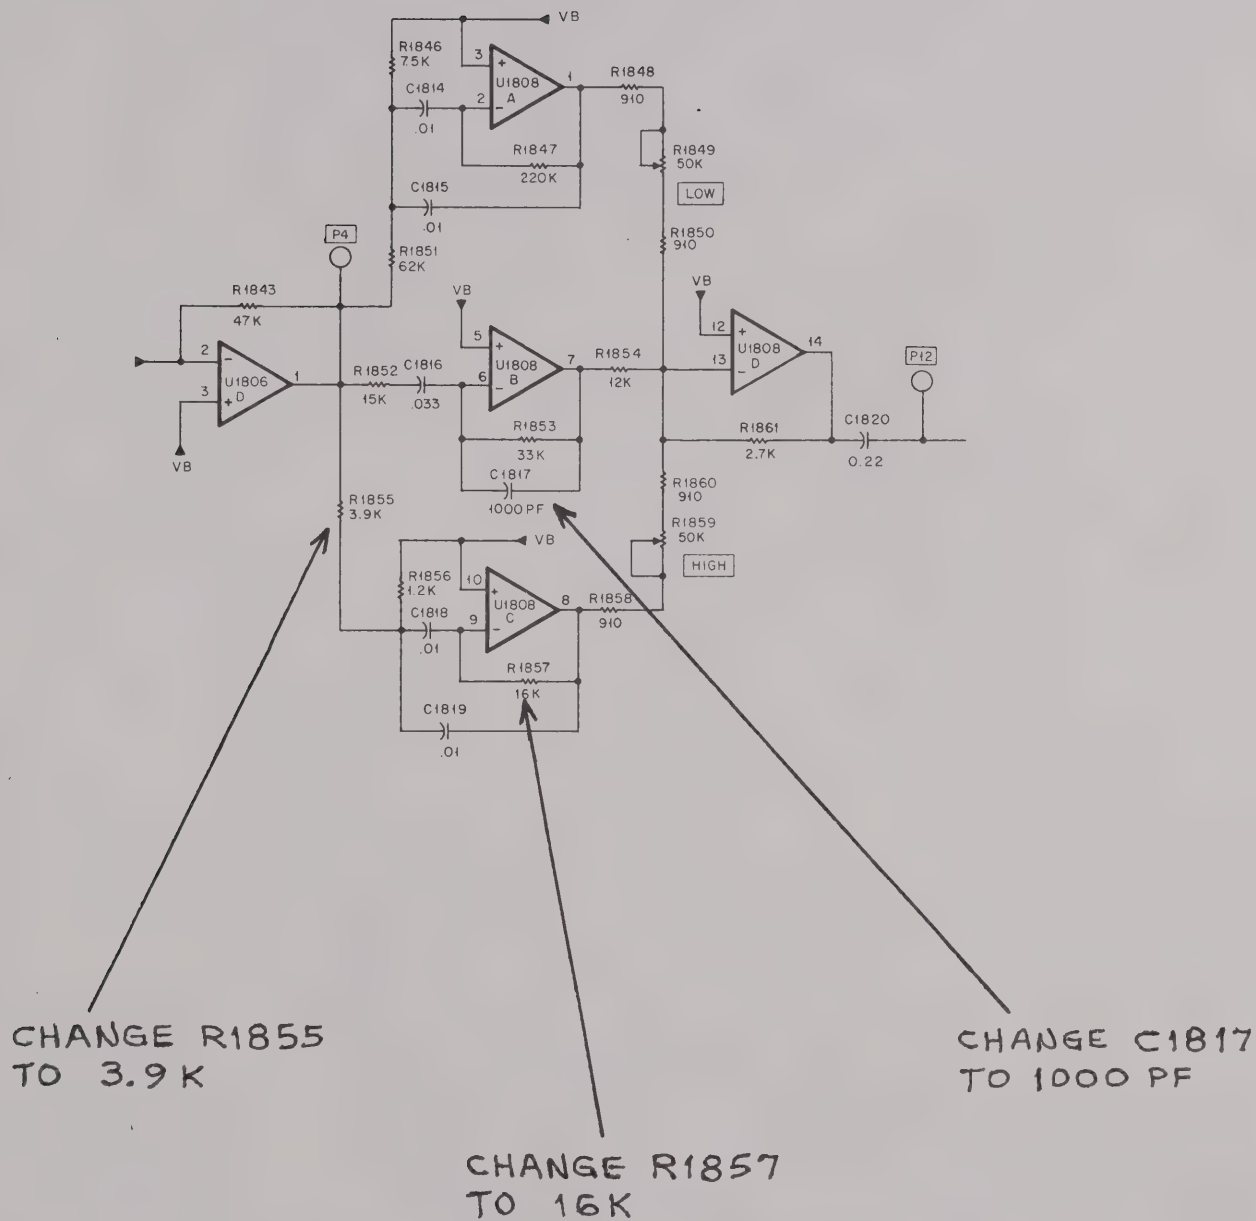 VB
R1846
7.5K
3
+
U1808
A
1
2
-
C1814
.01
R1848
910
R1847
220K
R1849
50K
LOW
C1815
.01
P4
R1851
62K
R1850
910
R1843
47K
VB
VB
2
-
U1806
D
1
3
+
VB
R1852
15K
C1816
.033
5
+
U1808
B
7
6
-
R1854
12K
12
+
U1808
D
14
13
-
P12
R1853
33K
C1817
1000PF
R1861
2.7K
C1820
0.22
R1855
3.9K
R1860
910
R1859
50K
HIGH
VB
R1856
1.2K
10
+
U1808
C
8
9
-
C1818
.01
R1858
910
R1857
16K
C1819
.01
CHANGE R1855
TO 3.9K
CHANGE C1817
TO 1000 PF
CHANGE R1857
TO 16K